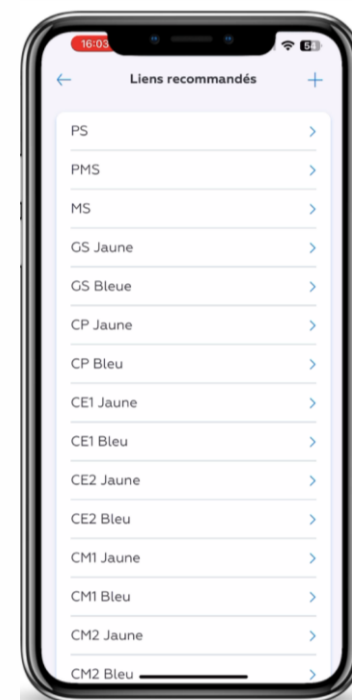 16:03
54
Liens recommandés
PS
PMS
MS
GS Jaune
GS Bleue
CP Jaune
CP Bleu
CE1 Jaune
CE1 Bleu
CE2 Jaune
CE2 Bleu
CM1 Jaune
CM1 Bleu
CM2 Jaune
CM2 Bleu